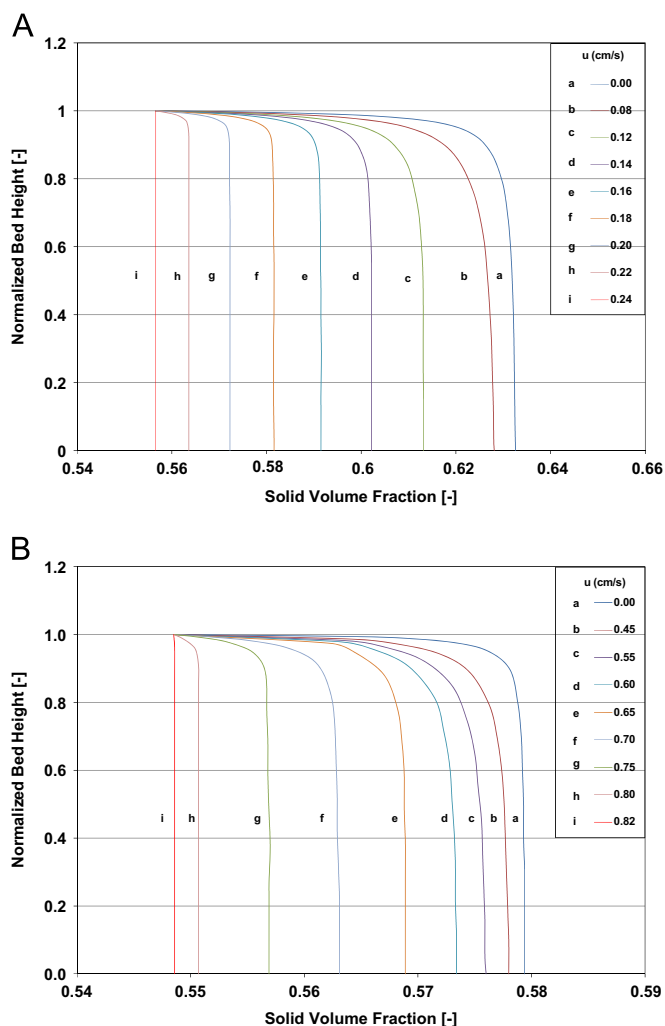 A
1.2
1
0.8
0.6
0.4
0.2
0
Normalized Bed Height [-]
0.54 0.56 0.58 0.6 0.62 0.64 0.66
Solid Volume Fraction [-]
i h g f e d c b a
u (cm/s)
a 0.00
b 0.08
c 0.12
d 0.14
e 0.16
f 0.18
g 0.20
h 0.22
i 0.24
B
1.2
1.0
0.8
0.6
0.4
0.2
0.0
Normalized Bed Height [-]
0.54 0.55 0.56 0.57 0.58 0.59
Solid Volume Fraction [-]
i h g f e d c b a
u (cm/s)
a 0.00
b 0.45
c 0.55
d 0.60
e 0.65
f 0.70
g 0.75
h 0.80
i 0.82